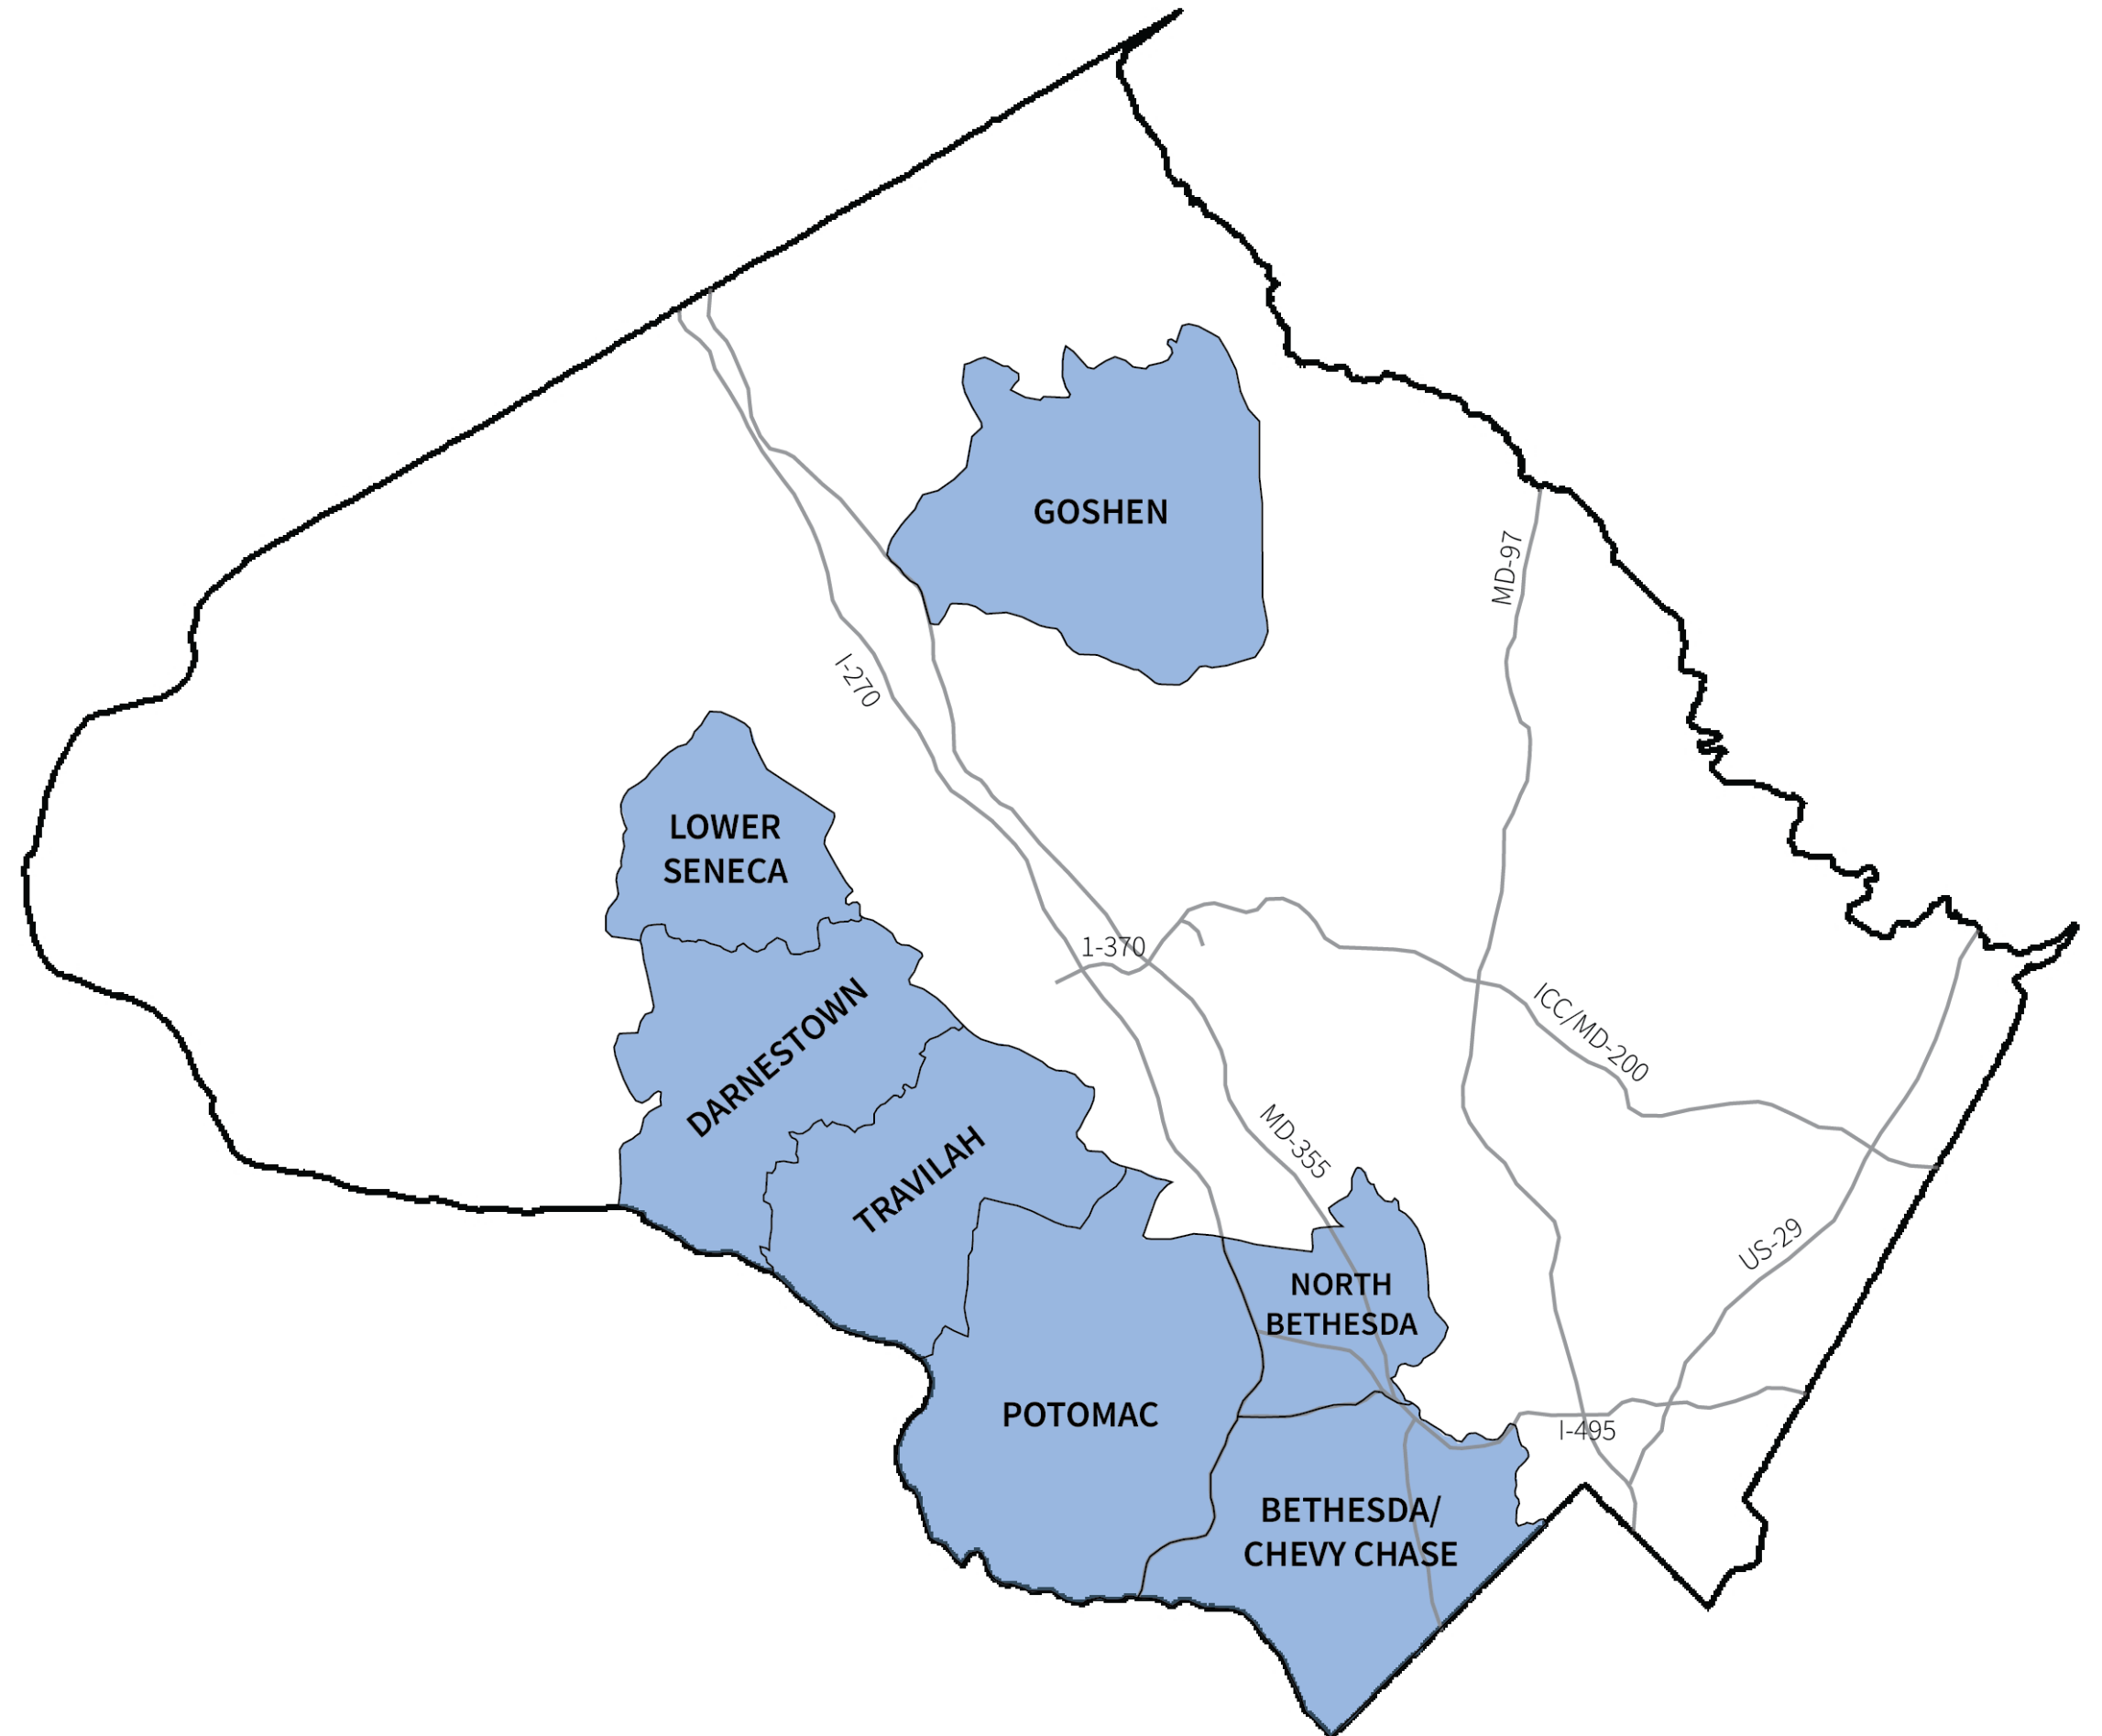 GOSHEN
MD-97
I-270
LOWER
SENECA
1-370
DARNESTOWN
ICC/MD-200
MD-355
TRAVILAH
US-29
NORTH
BETHESDA
POTOMAC
I-495
BETHESDA/
CHEVY CHASE